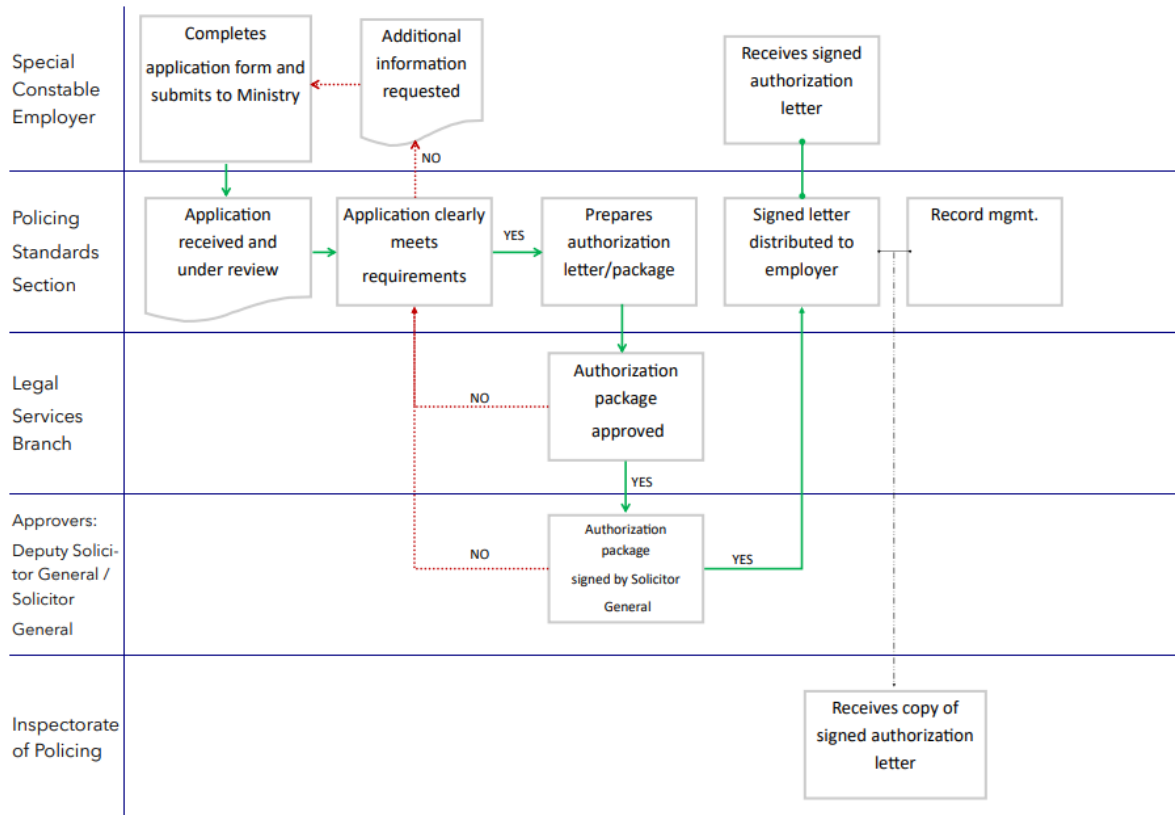 Special
Constable
Employer
Completes
application form and
submits to Ministry
Additional
information
requested
Receives signed
authorization
letter
NO
Policing
Standards
Section
Application
received and
under review
Application clearly
meets
requirements
YES
Prepares
authorization
letter/package
Signed letter
distributed to
employer
Record mgmt.
Legal
Services
Branch
NO
Authorization
package
approved
YES
Approvers:
Deputy Solici-
tor General /
Solicitor
General
NO
Authorization
package
signed by Solicitor
General
YES
Inspectorate
of Policing
Receives copy of
signed authorization
letter